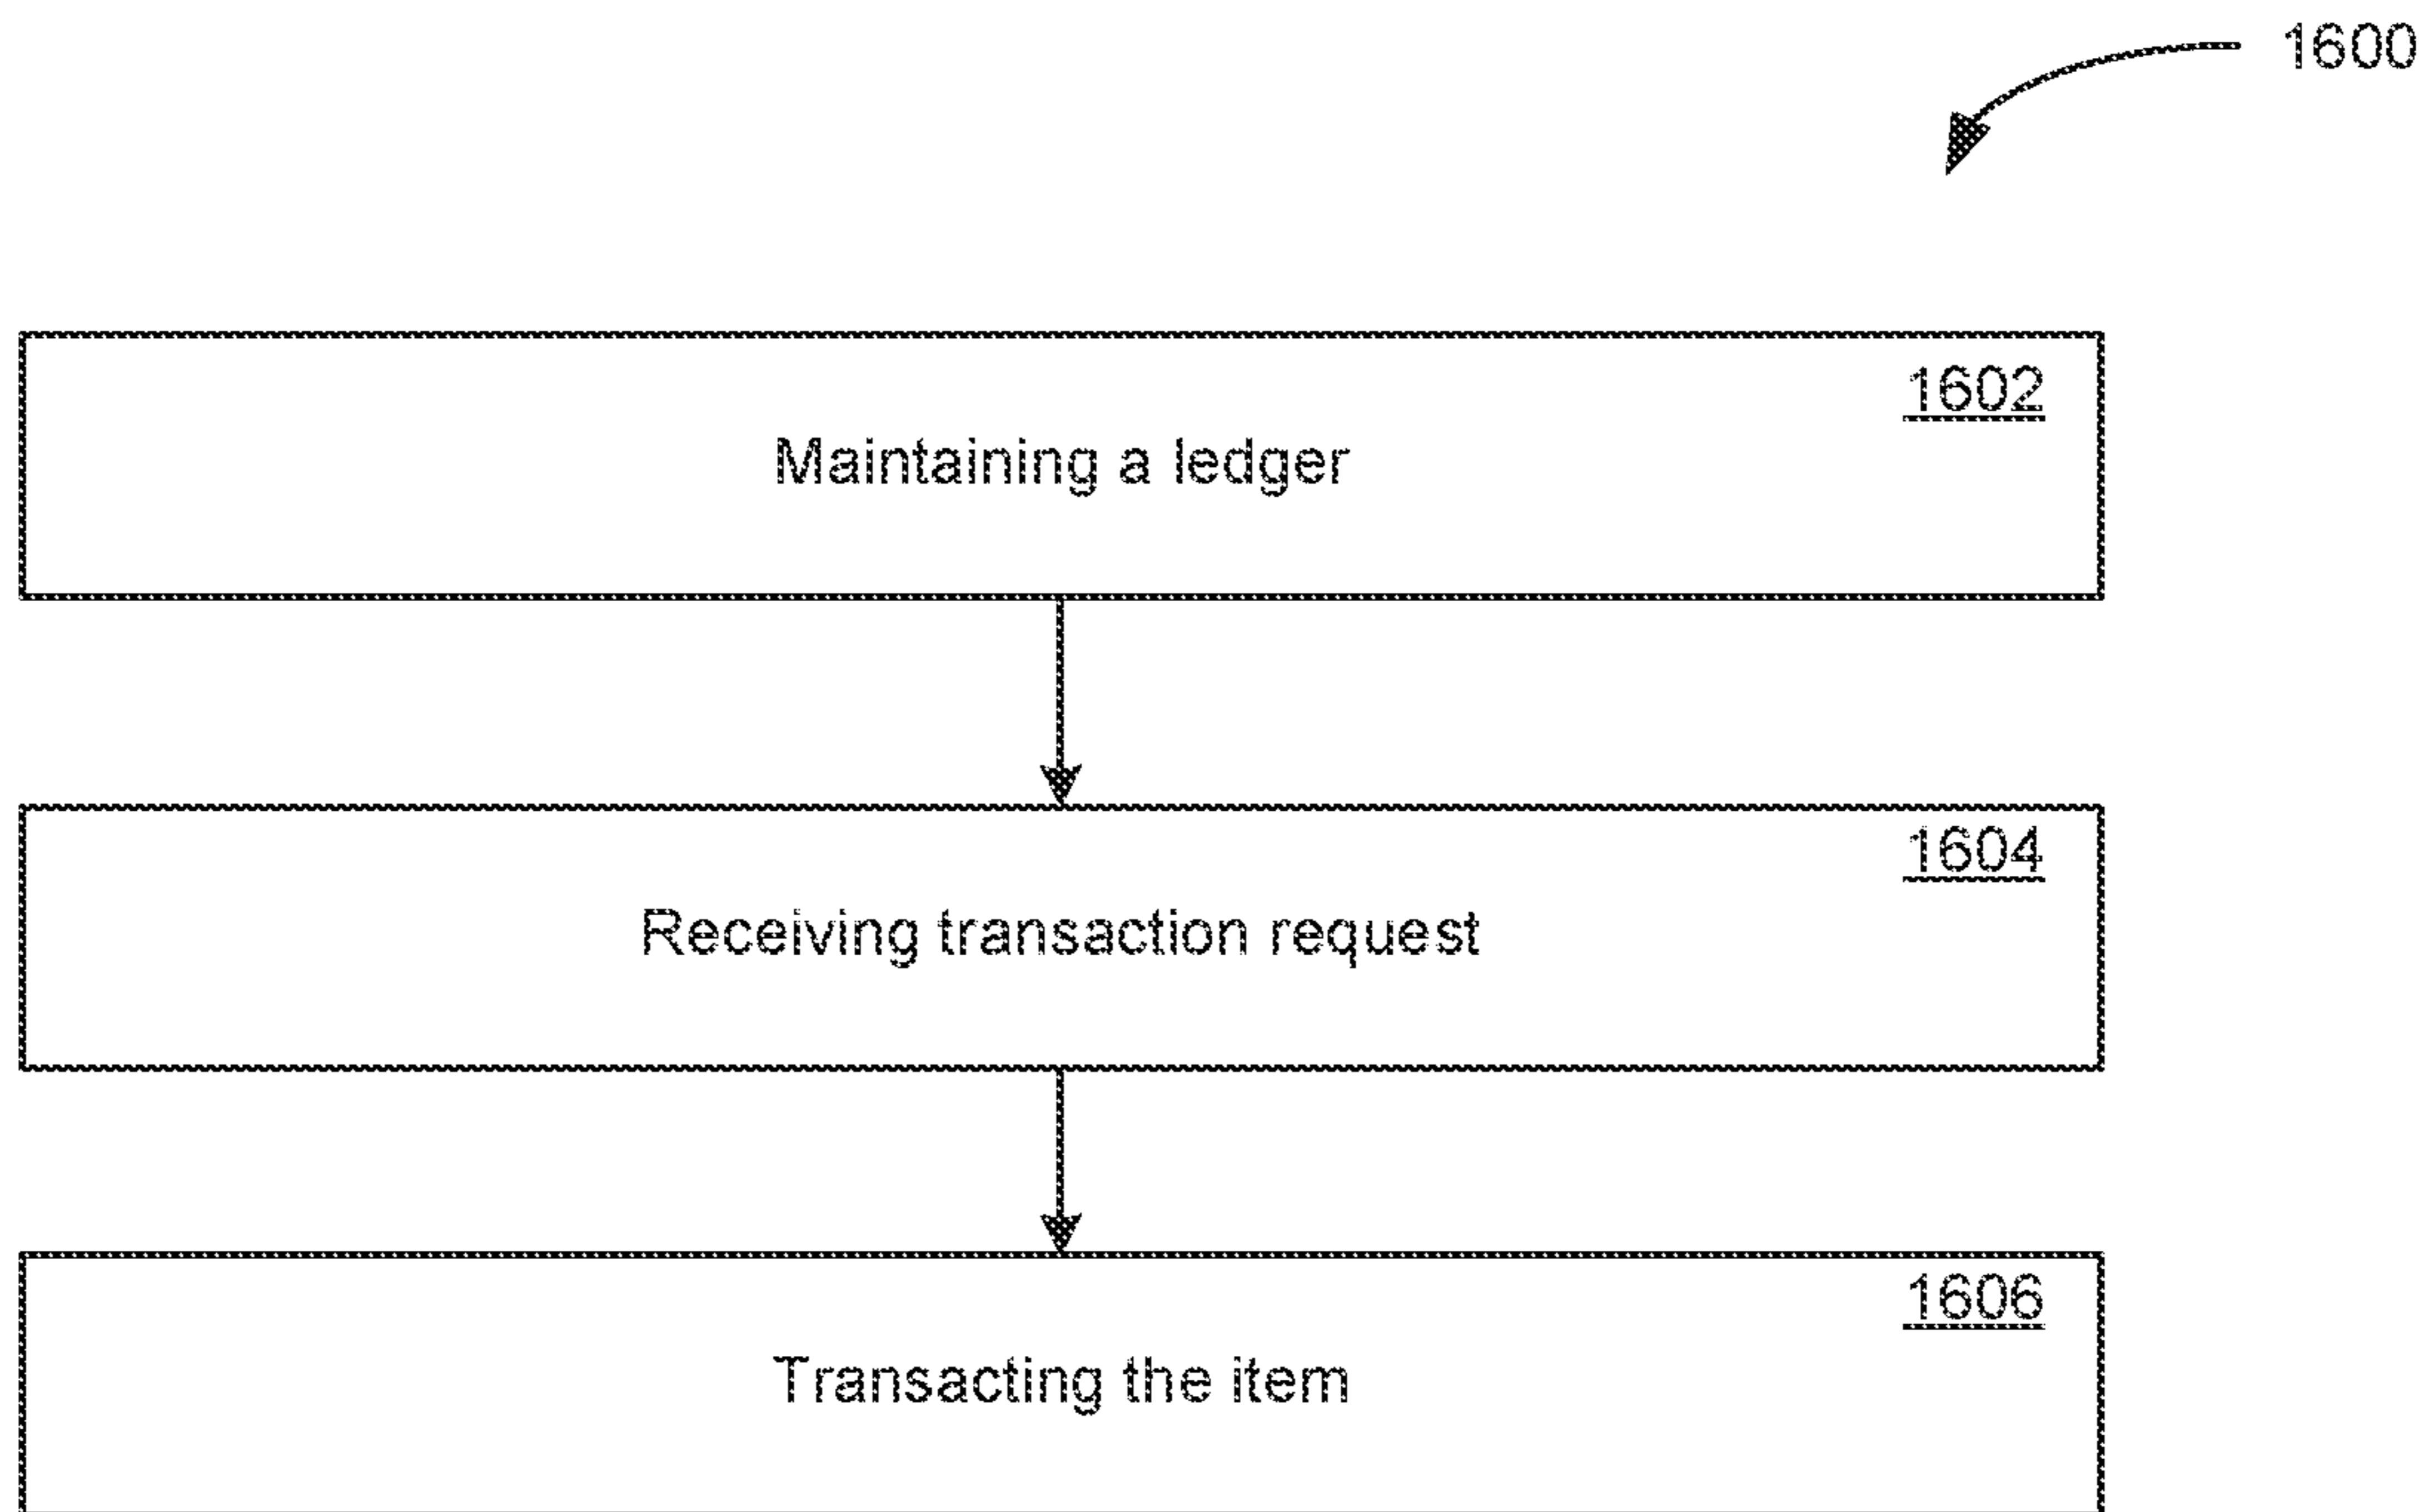 1600
1602
Maintaining a ledger
1604
Receiving transaction request
1606
Transacting the item